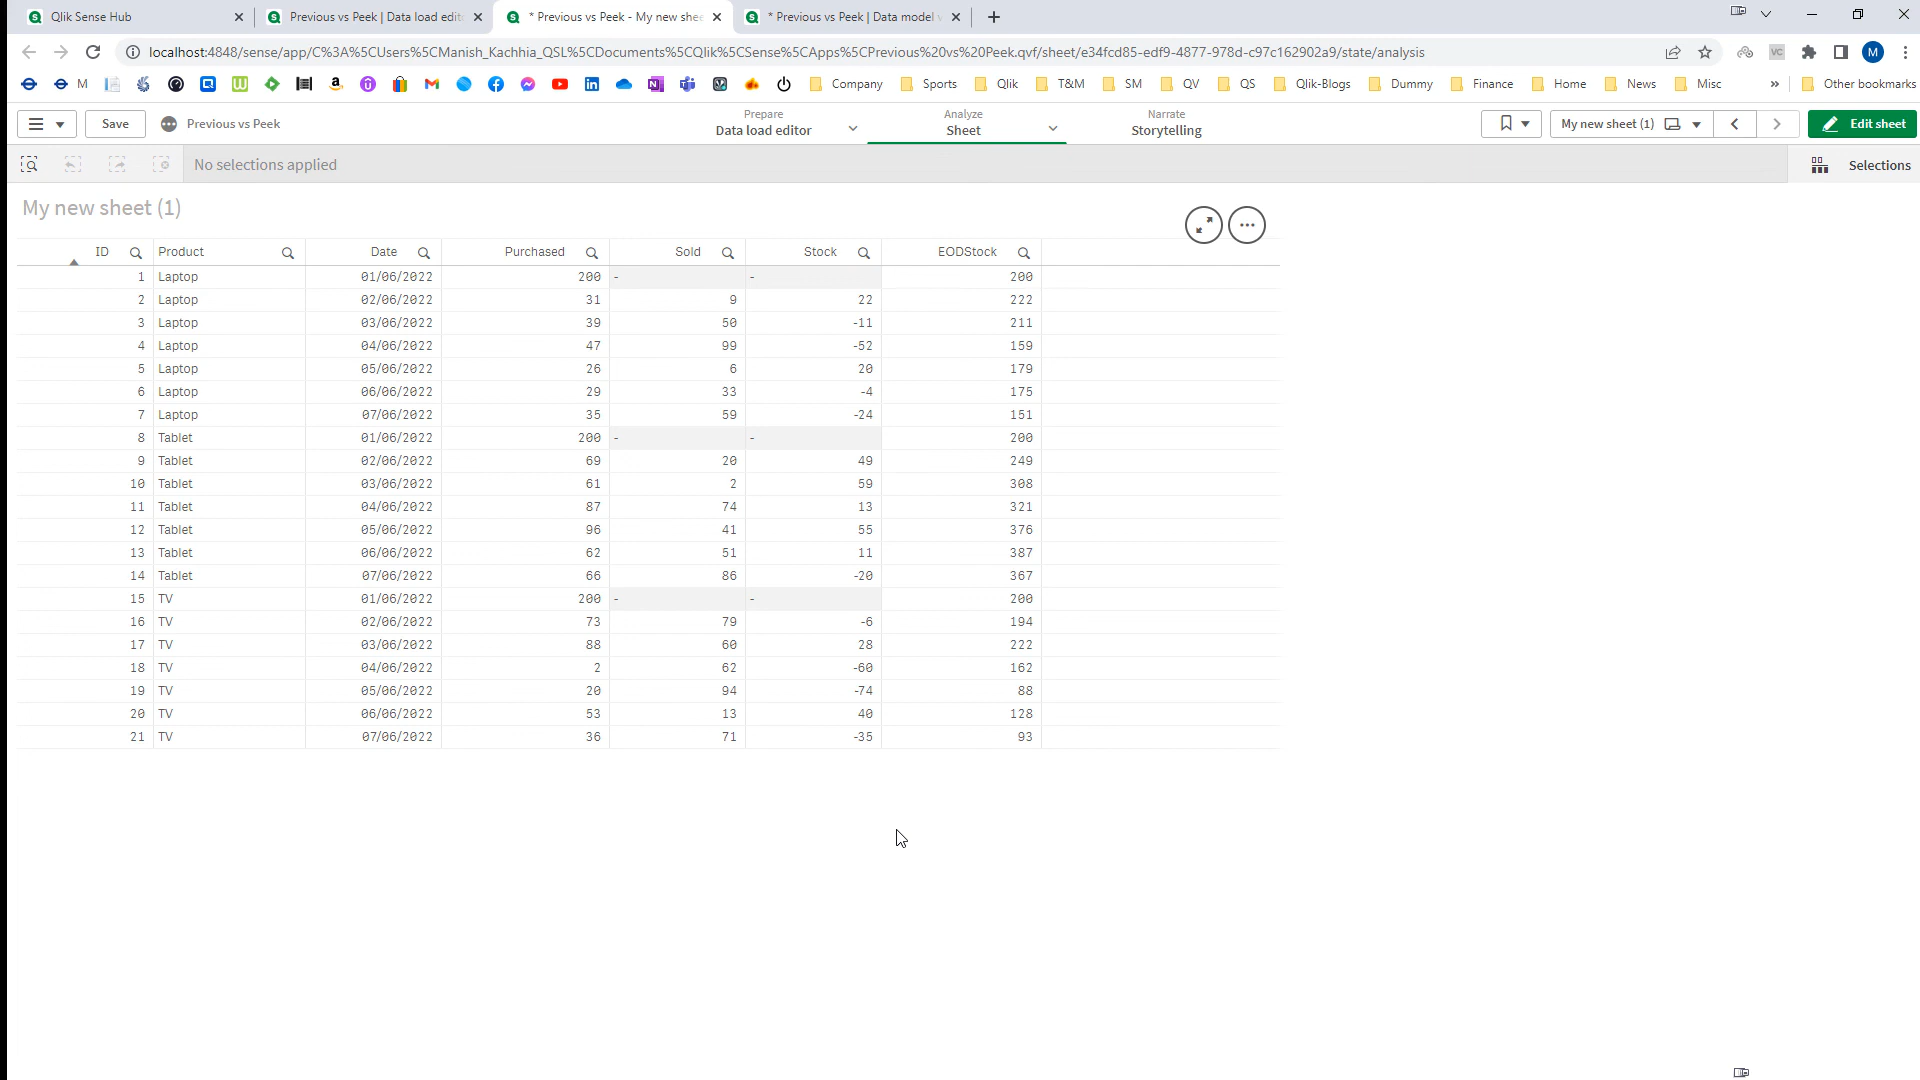 Qlik Sense Hub
Previous vs Peek | Data load edit
* Previous vs Peek - My new shee
* Previous vs Peek | Data model v
localhost:4848/sense/app/C%3A%5CUsers%5CManish_Kachhia_QSL%5CDocuments%5CQlik%5CSense%5CApps%5CPrevious%20vs%20Peek.qvf/sheet/e34fcd85-edf9-4877-978d-c97c162902a9/state/analysis
VC
M
M
Company
Sports
Qlik
T&M
SM
QV
QS
Qlik-Blogs
Dummy
Finance
Home
News
Misc
»
Other bookmarks
Save
Previous vs Peek
Prepare
Data load editor
Analyze
Sheet
Narrate
Storytelling
My new sheet (1)
Edit sheet
No selections applied
Selections
My new sheet (1)
ID Product Date Purchased Sold Stock EODStock
1 Laptop 01/06/2022 200 - - 200
2 Laptop 02/06/2022 31 9 22 222
3 Laptop 03/06/2022 39 50 -11 211
4 Laptop 04/06/2022 47 99 -52 159
5 Laptop 05/06/2022 26 6 20 179
6 Laptop 06/06/2022 29 33 -4 175
7 Laptop 07/06/2022 35 59 -24 151
8 Tablet 01/06/2022 200 - - 200
9 Tablet 02/06/2022 69 20 49 249
10 Tablet 03/06/2022 61 2 59 308
11 Tablet 04/06/2022 87 74 13 321
12 Tablet 05/06/2022 96 41 55 376
13 Tablet 06/06/2022 62 51 11 387
14 Tablet 07/06/2022 66 86 -20 367
15 TV 01/06/2022 200 - - 200
16 TV 02/06/2022 73 79 -6 194
17 TV 03/06/2022 88 60 28 222
18 TV 04/06/2022 2 62 -60 162
19 TV 05/06/2022 20 94 -74 88
20 TV 06/06/2022 53 13 40 128
21 TV 07/06/2022 36 71 -35 93